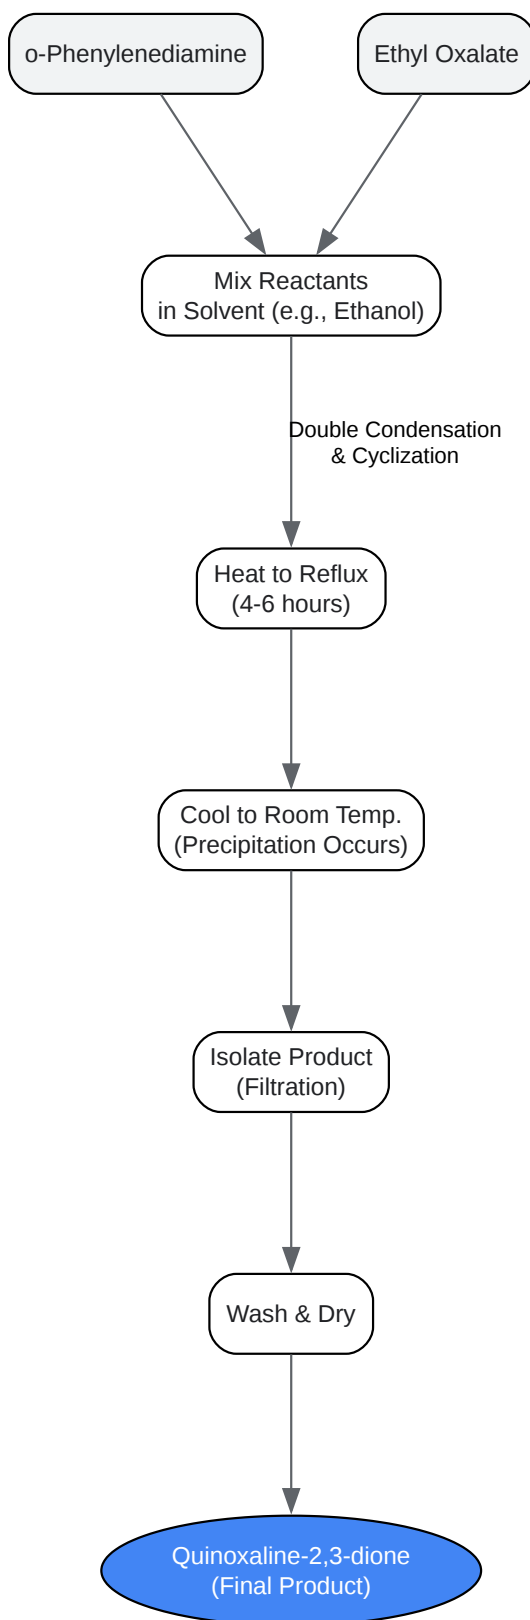 o-Phenylenediamine
Ethyl Oxalate
Mix Reactants
in Solvent (e.g., Ethanol)
Double Condensation
& Cyclization
Heat to Reflux
(4-6 hours)
Cool to Room Temp.
(Precipitation Occurs)
Isolate Product
(Filtration)
Wash & Dry
Quinoxaline-2,3-dione
(Final Product)